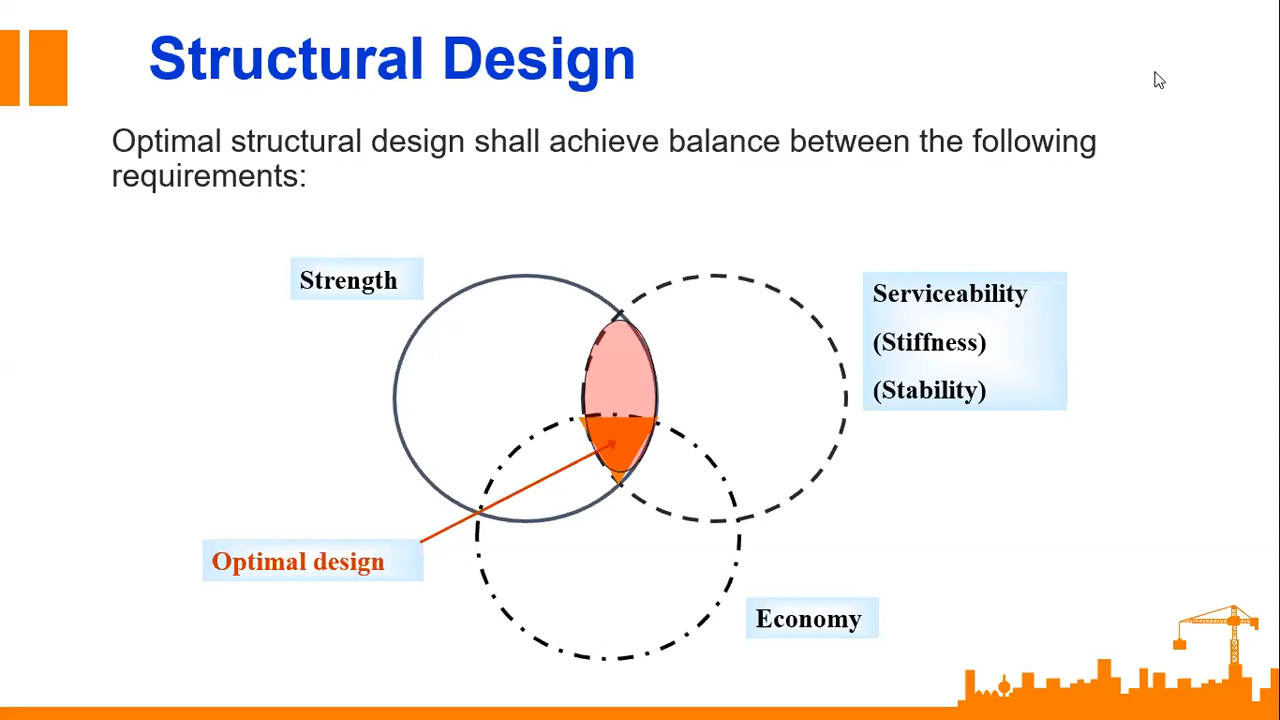 Structural Design
Optimal structural design shall achieve balance between the following
requirements:
Strength
Serviceability
(Stiffness)
(Stability)
Optimal design
Economy